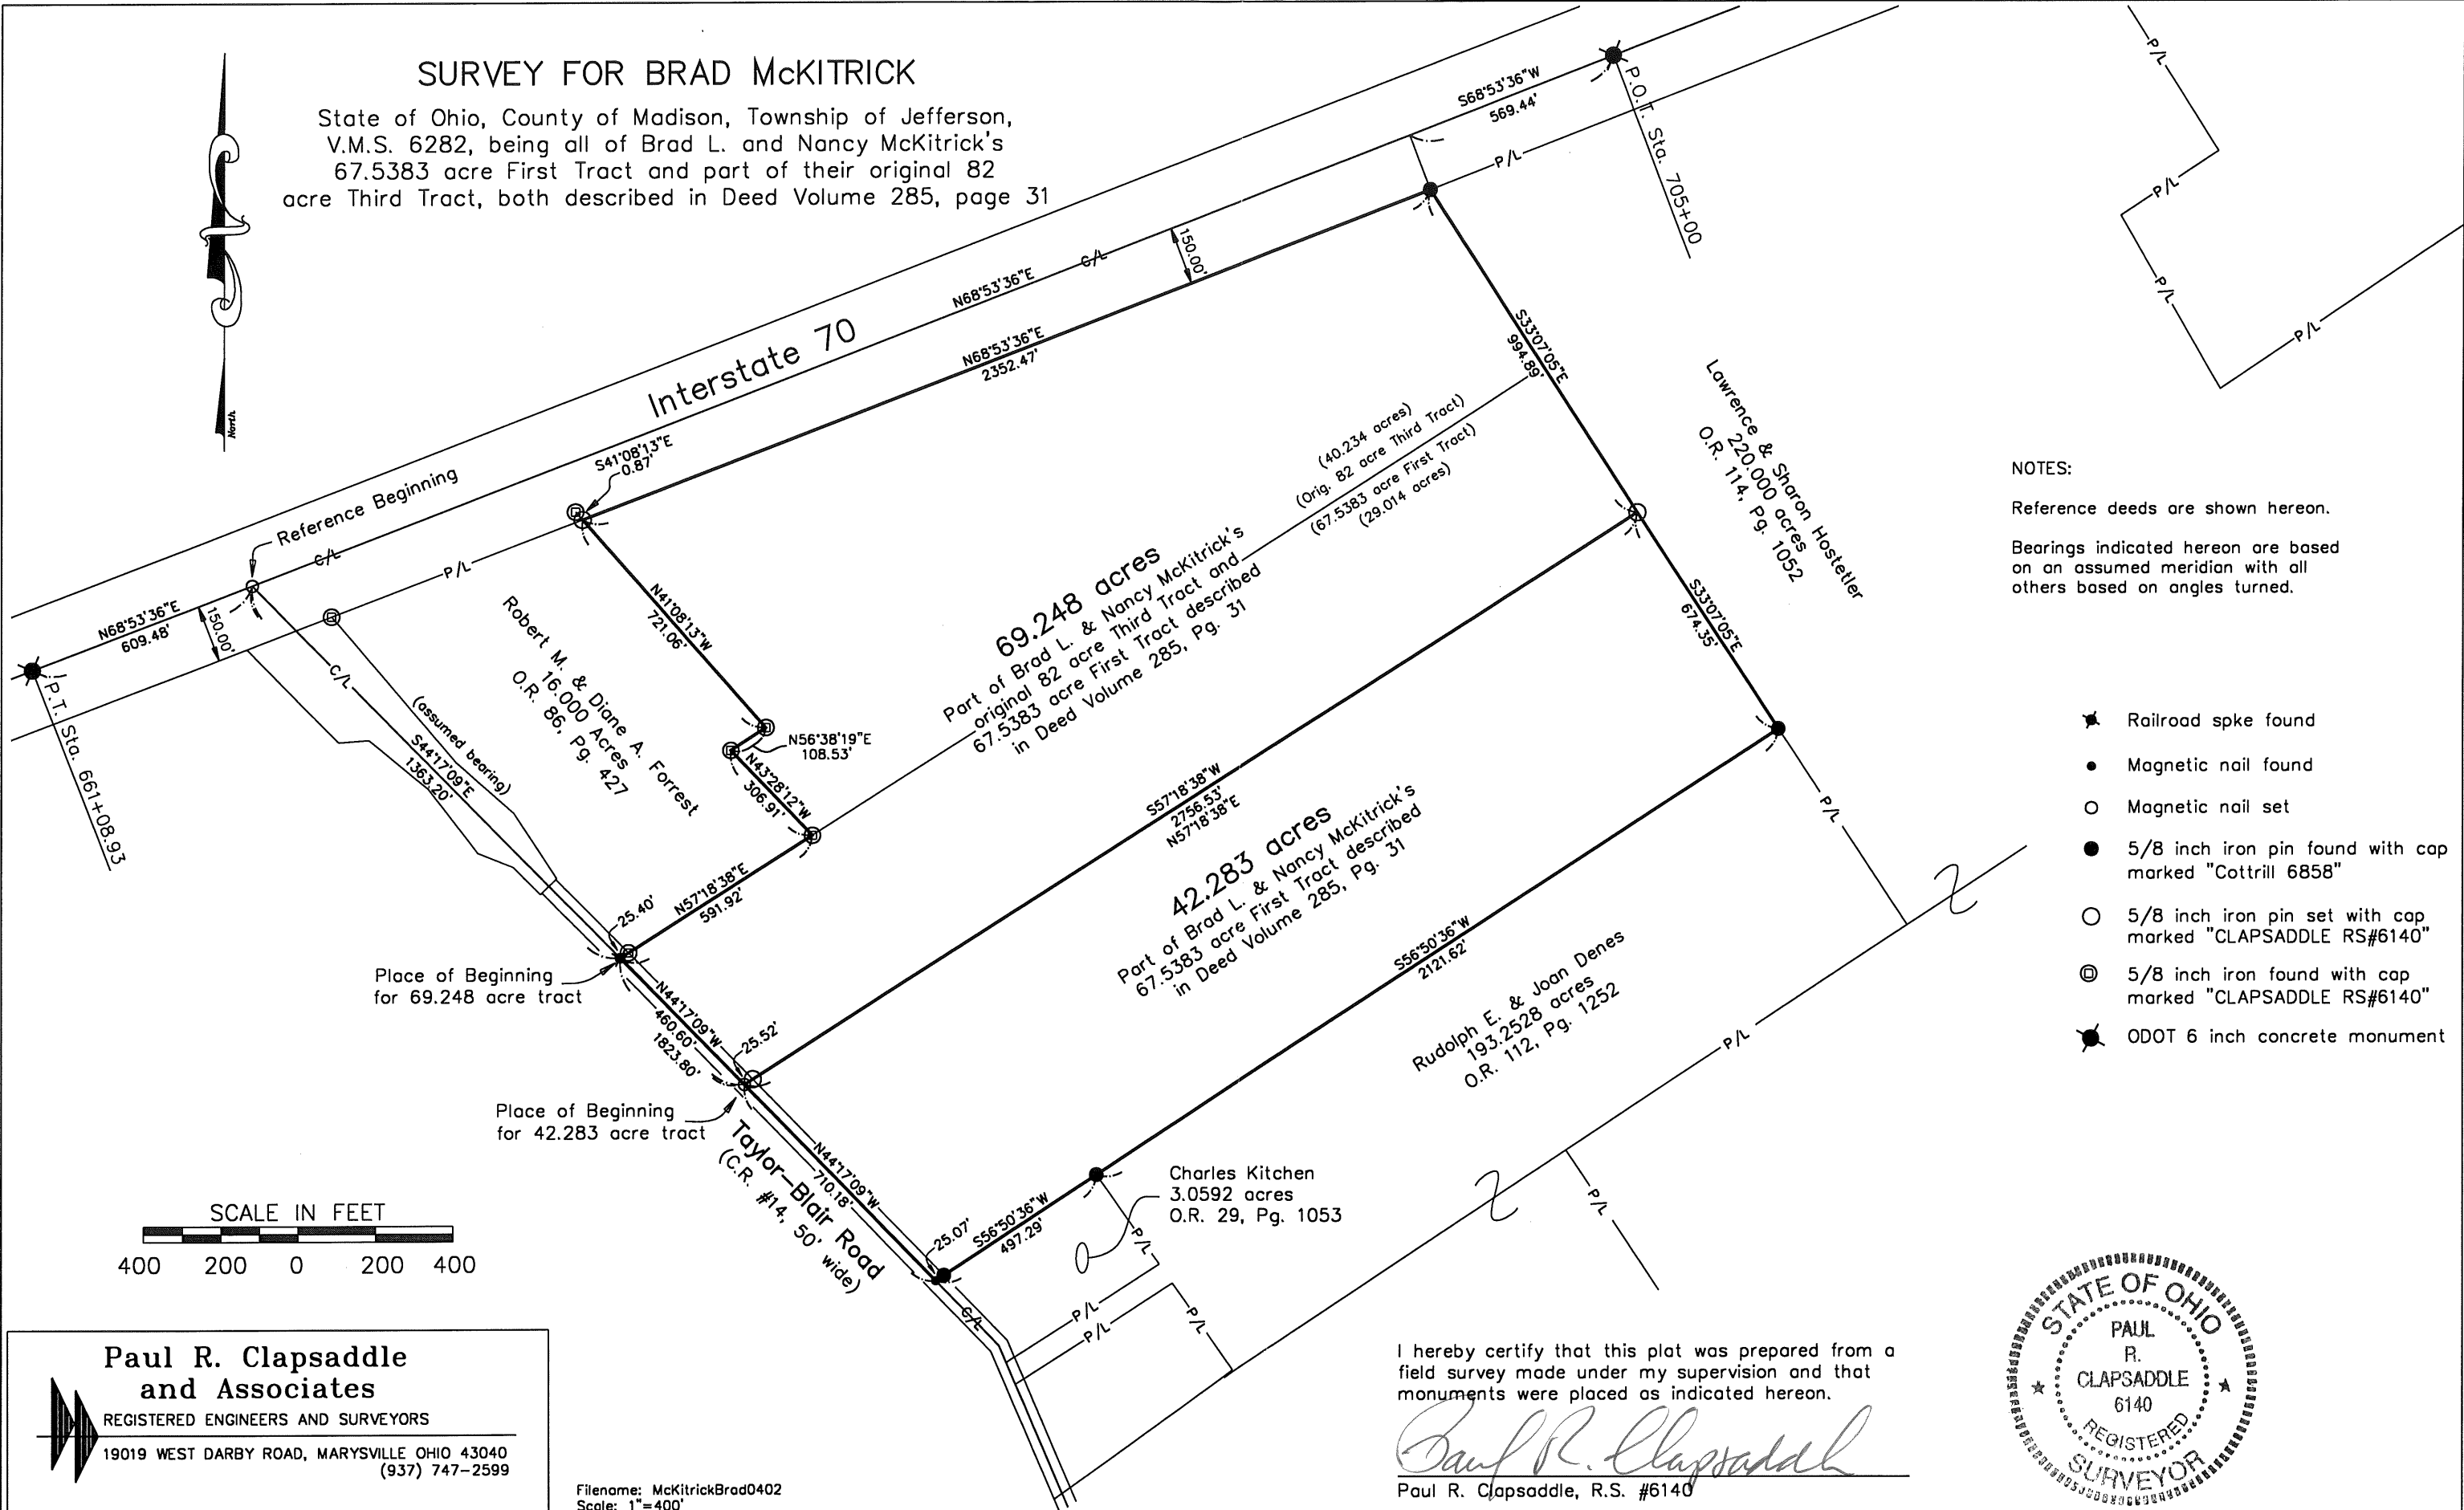 SURVEY FOR BRAD McKITRICK
State of Ohio, County of Madison, Township of Jefferson,
V.M.S. 6282, being all of Brad L. and Nancy McKitrick's
67.5383 acre First Tract and part of their original 82
acre Third Tract, both described in Deed Volume 285, page 31
North
S68°53'36"W
569.44'
P.O.T. Sta. 705+00
P/L
P/L
P/L
P/L
P/L
150.00'
C/L
N68°53'36"E
Interstate 70
N68°53'36"E
2352.47'
S41°08'13"E
0.87'
Reference Beginning
C/L
P/L
N68°53'36"E
609.48'
150.00'
P.T. Sta. 661+08.93
C/L
(assumed bearing)
S44°17'09"E
1363.20'
Robert M. & Diane A. Forrest
16.000 Acres
O.R. 86, Pg. 427
N41°08'13"W
721.06'
N56°38'19"E
108.53'
N43°28'12"W
306.91'
N57°18'38"E
591.92'
25.40'
S33°07'05"E
994.89'
(40.234 acres)
(Orig. 82 acre Third Tract)
(67.5383 acre First Tract)
(29.014 acres)
69.248 acres
Part of Brad L. & Nancy McKitrick's
original 82 acre Third Tract and
67.5383 acre First Tract described
in Deed Volume 285, Pg. 31
Lawrence & Sharon Hostetler
220.000 acres
O.R. 114, Pg. 1052
S33°07'05"E
674.35'
P/L
S57°18'38"W
2756.53'
N57°18'38"E
42.283 acres
Part of Brad L. & Nancy McKitrick's
67.5383 acre First Tract described
in Deed Volume 285, Pg. 31
S56°50'36"W
2121.62'
Rudolph E. & Joan Denes
193.2528 acres
O.R. 112, Pg. 1252
P/L
P/L
Place of Beginning
for 69.248 acre tract
N44°17'09"W
460.60'
1823.80'
25.52'
Place of Beginning
for 42.283 acre tract
Taylor-Blair Road
(C.R. #14, 50' wide)
N44°17'09"W
710.18'
25.07'
S56°50'36"W
497.29'
C/L
P/L
P/L
P/L
P/L
Charles Kitchen
3.0592 acres
O.R. 29, Pg. 1053
NOTES:
Reference deeds are shown hereon.
Bearings indicated hereon are based
on an assumed meridian with all
others based on angles turned.
Railroad spke found
Magnetic nail found
Magnetic nail set
5/8 inch iron pin found with cap
marked "Cottrill 6858"
5/8 inch iron pin set with cap
marked "CLAPSADDLE RS#6140"
5/8 inch iron found with cap
marked "CLAPSADDLE RS#6140"
ODOT 6 inch concrete monument
SCALE IN FEET
400 200 0 200 400
Paul R. Clapsaddle
and Associates
REGISTERED ENGINEERS AND SURVEYORS
19019 WEST DARBY ROAD, MARYSVILLE OHIO 43040
(937) 747-2599
Filename: McKitrickBrad0402
Scale: 1"=400'
I hereby certify that this plat was prepared from a
field survey made under my supervision and that
monuments were placed as indicated hereon.
Paul R. Clapsaddle
Paul R. Clapsaddle, R.S. #6140
STATE OF OHIO
PAUL
R.
CLAPSADDLE
6140
REGISTERED
SURVEYOR